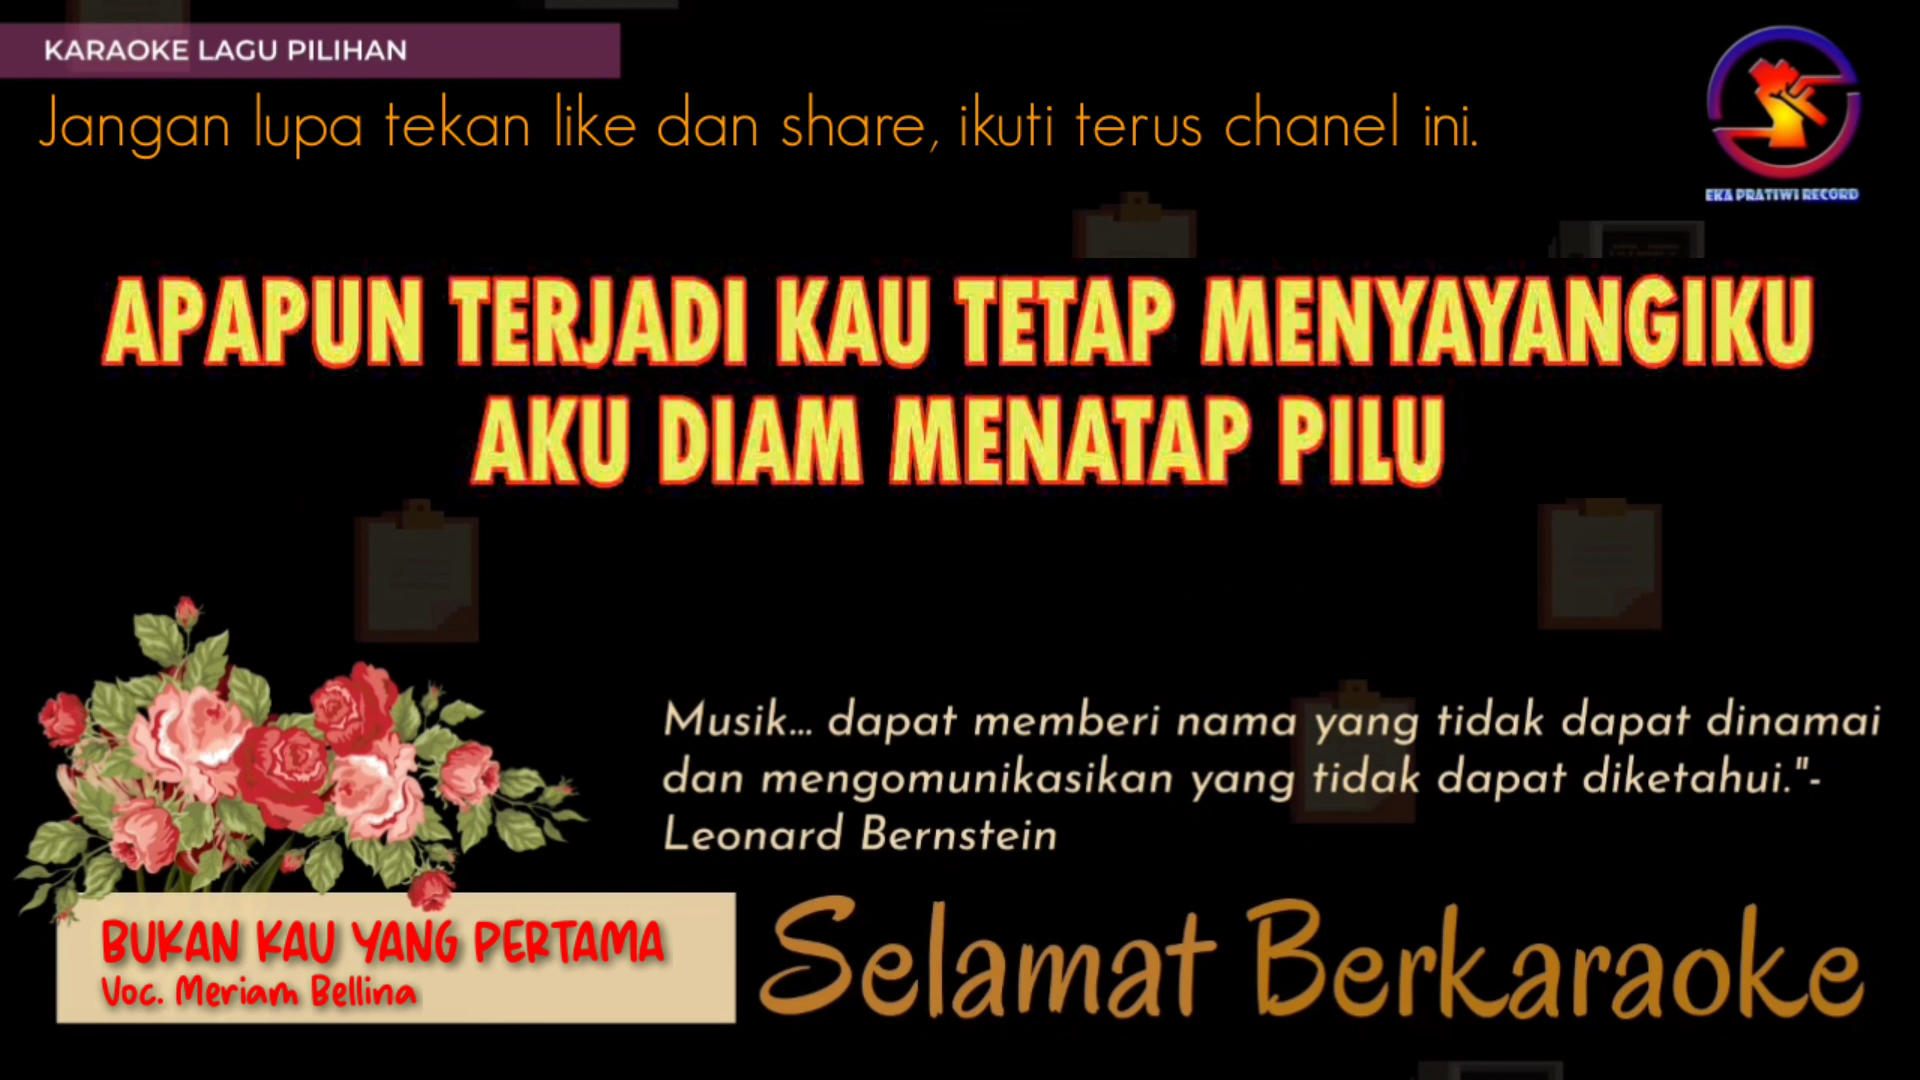 KARAOKE LAGU PILIHAN
Jangan lupa tekan like dan share, ikuti terus chanel ini.
EKA PRATIWI RECORD
APAPUN TERJADI KAU TETAP MENYAYANGIKU
AKU DIAM MENATAP PILU
Musik... dapat memberi nama yang tidak dapat dinamai
dan mengomunikasikan yang tidak dapat diketahui."-
Leonard Bernstein
BUKAN KAU YANG PERTAMA
Voc. Meriam Bellina
Selamat Berkaraoke